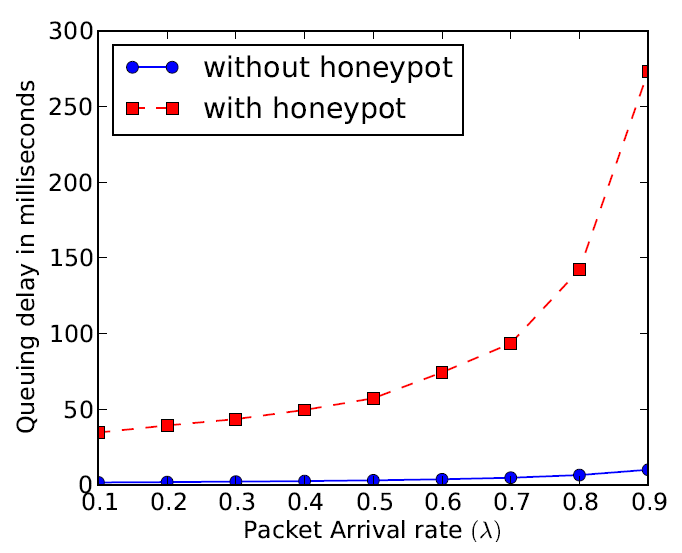 300
250
200
150
100
50
0
Queuing delay in milliseconds
without honeypot
with honeypot
0.1 0.2 0.3 0.4 0.5 0.6 0.7 0.8 0.9
Packet Arrival rate (λ)